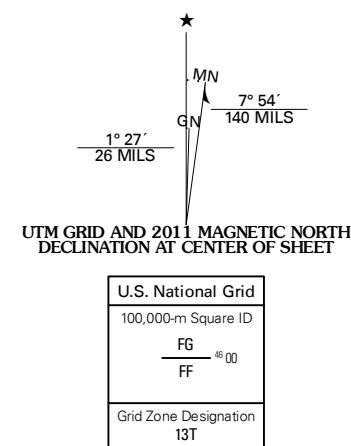 ★
MN
GN
7° 54´
140 MILS
1° 27´
26 MILS
UTM GRID AND 2011 MAGNETIC NORTH
DECLINATION AT CENTER OF SHEET
U.S. National Grid
100,000-m Square ID
FG
46 00
FF
Grid Zone Designation
13T